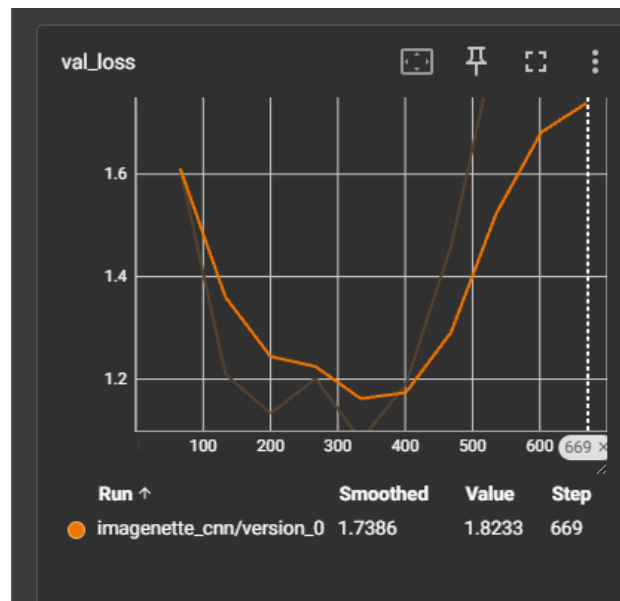 val_loss
1.6
1.4
1.2
100 200 300 400 500 600 669 ×
Run ↑ Smoothed Value Step
imagenette_cnn/version_0 1.7386 1.8233 669